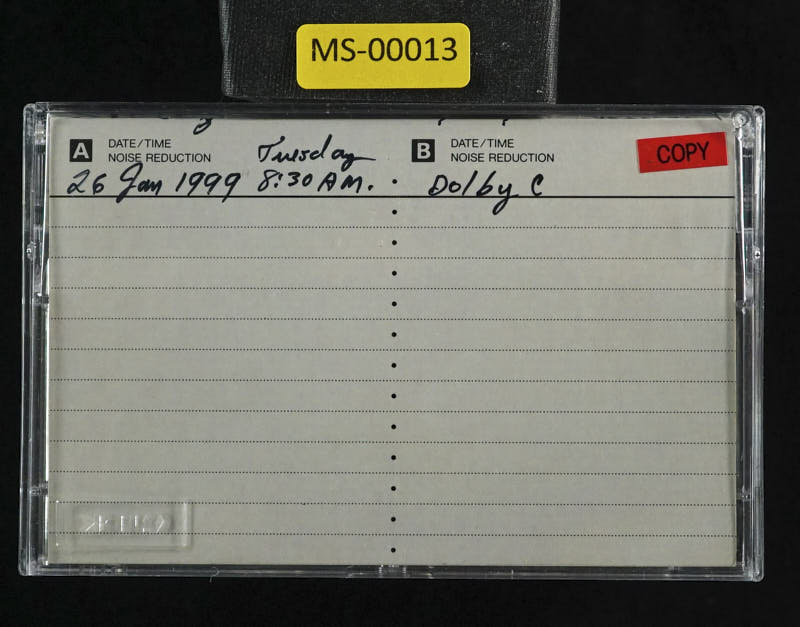 MS-00013
A DATE/TIME
NOISE REDUCTION
Tuesday
26 Jan 1999 8:30 AM.
B DATE/TIME
NOISE REDUCTION
Dolby C
COPY